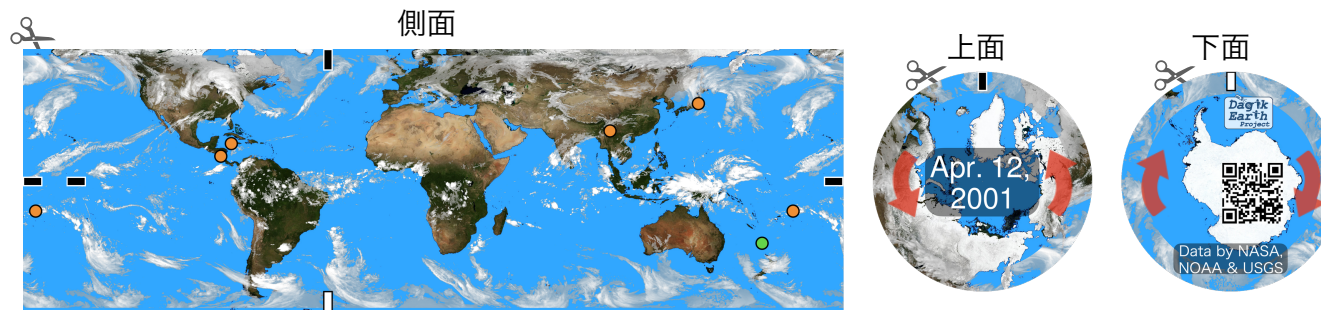 側面
上面
下面
Apr. 12,
2001
Dagik
Earth
Project
Data by NASA,
NOAA & USGS